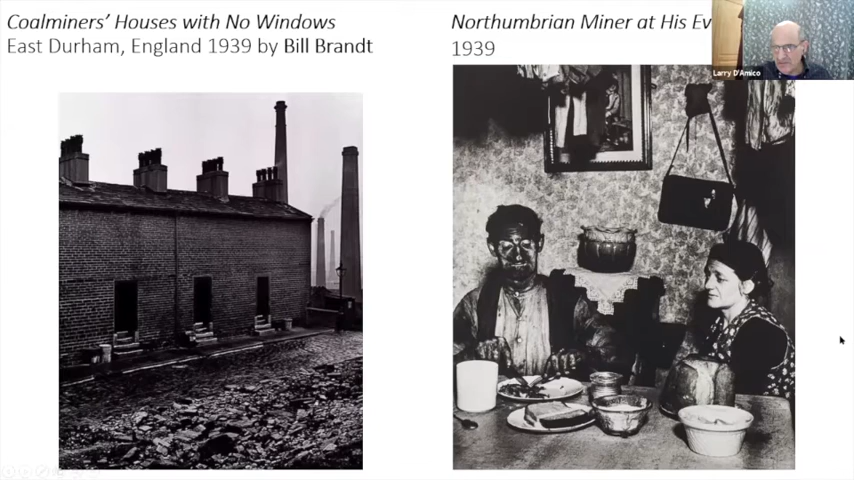 Coalminers' Houses with No Windows
East Durham, England 1939 by Bill Brandt
Northumbrian Miner at His Ev
1939
Larry D'Amico